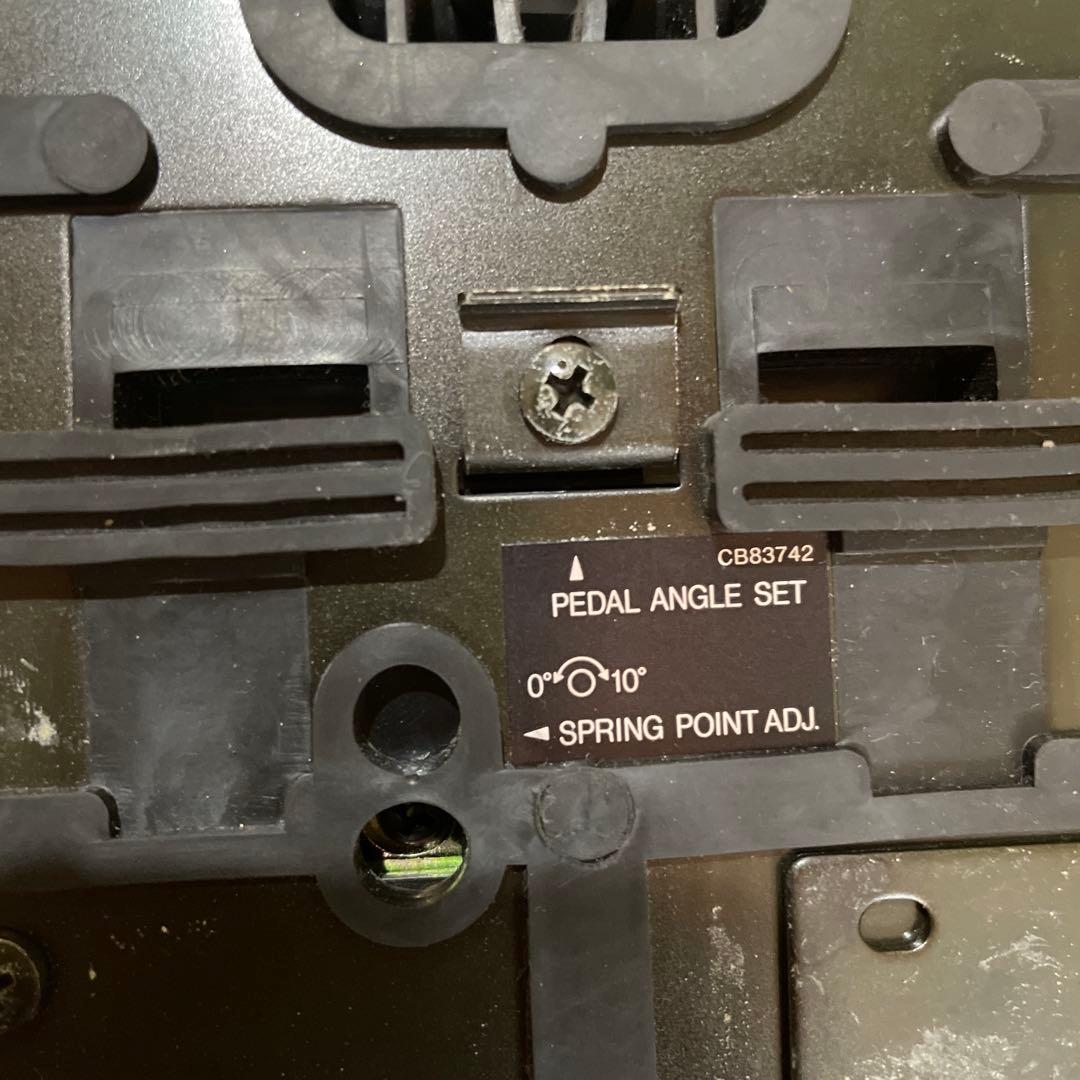 CB83742
PEDAL ANGLE SET
0° 10°
SPRING POINT ADJ.